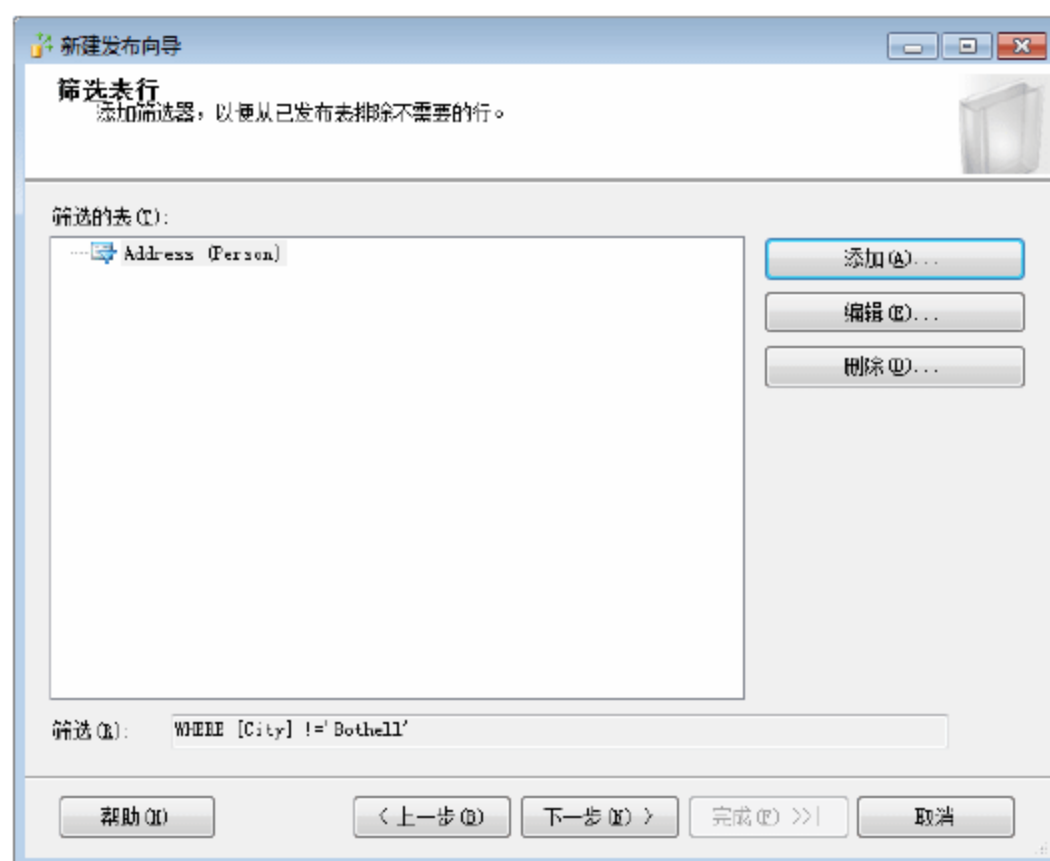 新建发布向导
筛选表行
添加筛选器，以便从已发布表排除不需要的行。
筛选的表(T):
Address (Person)
添加(A)...
编辑(E)...
删除(D)...
筛选(R): WHERE [City] !='Bothell'
帮助(H) < 上一步(B) 下一步(N) > 完成(F) >>| 取消